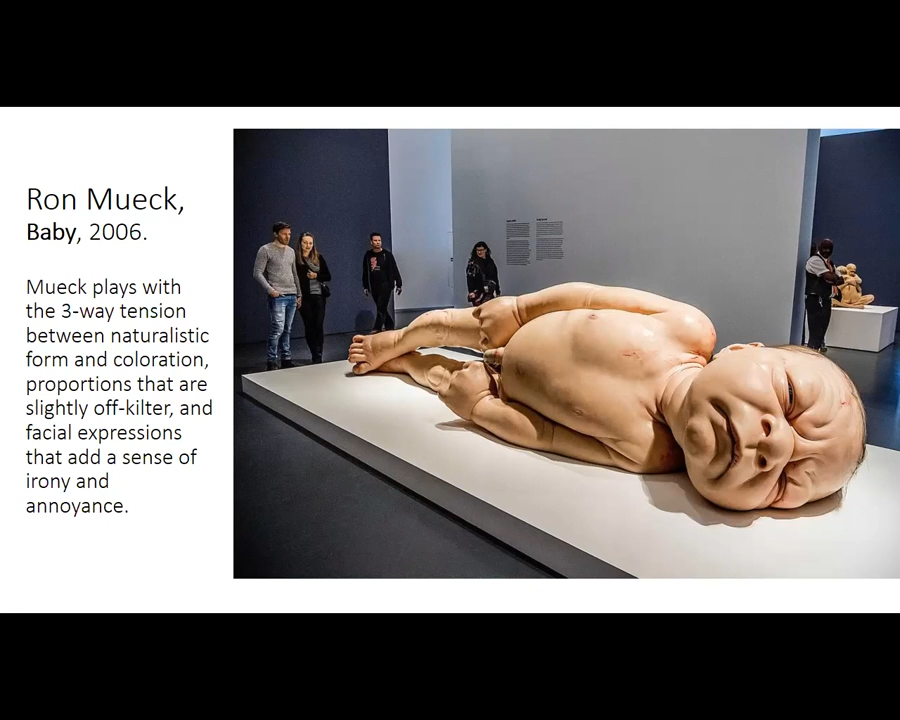 Ron Mueck,
Baby, 2006.
Mueck plays with
the 3-way tension
between naturalistic
form and coloration,
proportions that are
slightly off-kilter, and
facial expressions
that add a sense of
irony and
annoyance.